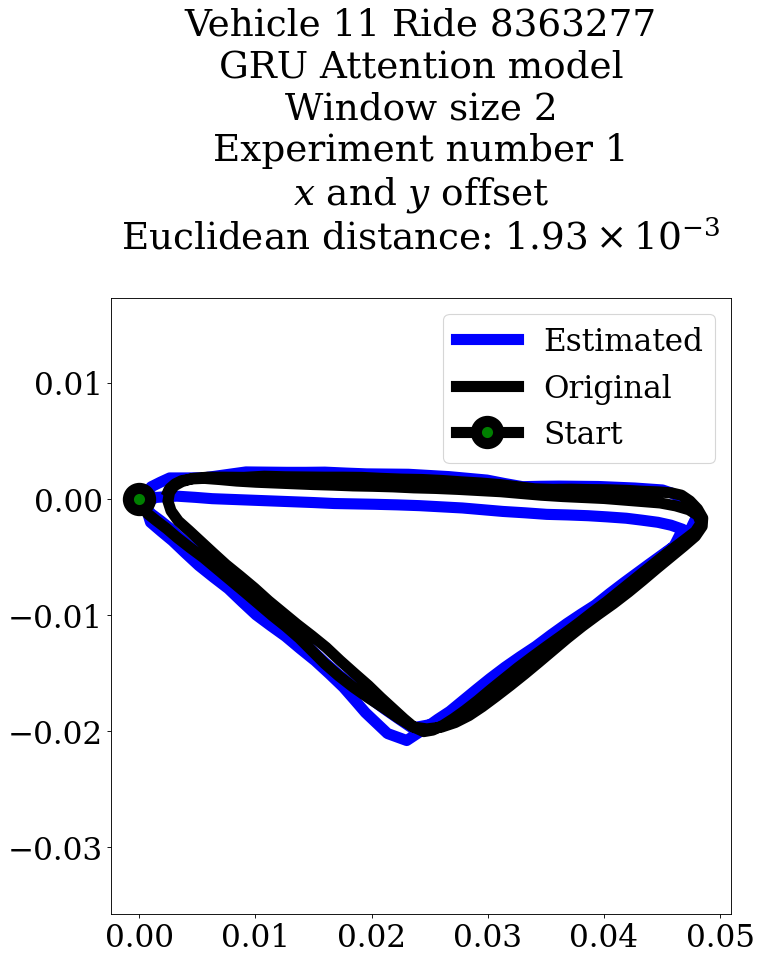 Vehicle 11 Ride 8363277
GRU Attention model
Window size 2
Experiment number 1
x and y offset
Euclidean distance: 1.93 × 10⁻³
Estimated
Original
Start
0.01
0.00
−0.01
−0.02
−0.03
0.00 0.01 0.02 0.03 0.04 0.05